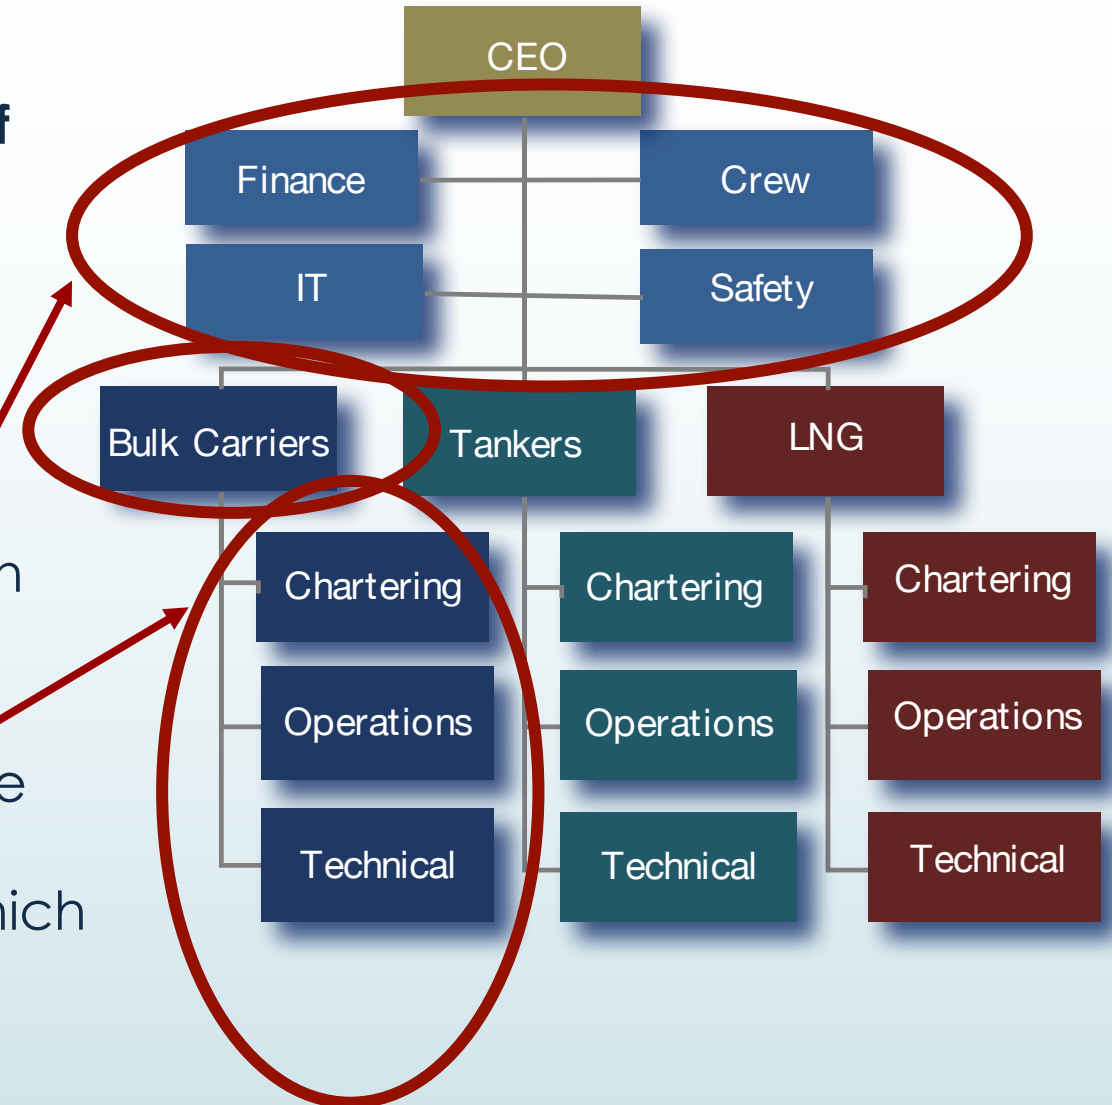 CEO
f
Finance
Crew
IT
Safety
Bulk Carriers
Tankers
LNG
Chartering
Chartering
Chartering
Operations
Operations
Operations
Technical
Technical
Technical